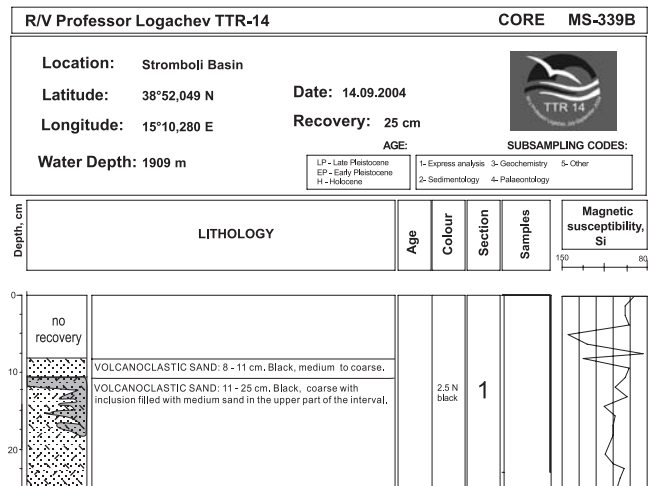 R/V Professor Logachev TTR-14 CORE MS-339B
Location: Stromboli Basin
Latitude: 38°52,049 N Date: 14.09.2004
Longitude: 15°10,280 E Recovery: 25 cm
Water Depth: 1909 m
TTR 14
AGE:
LP - Late Pleistocene
EP - Early Pleistocene
H - Holocene
SUBSAMPLING CODES:
1- Express analysis 3- Geochemistry 5- Other
2- Sedimentology 4- Palaeontology
Depth, cm
LITHOLOGY
Age
Colour
Section
Samples
Magnetic
susceptibility,
Si
150 80
0
no
recovery
VOLCANOCLASTIC SAND: 8 - 11 cm. Black, medium to coarse.
10
VOLCANOCLASTIC SAND: 11 - 25 cm. Black, coarse with
inclusion filled with medium sand in the upper part of the interval.
2.5 N
black
1
20